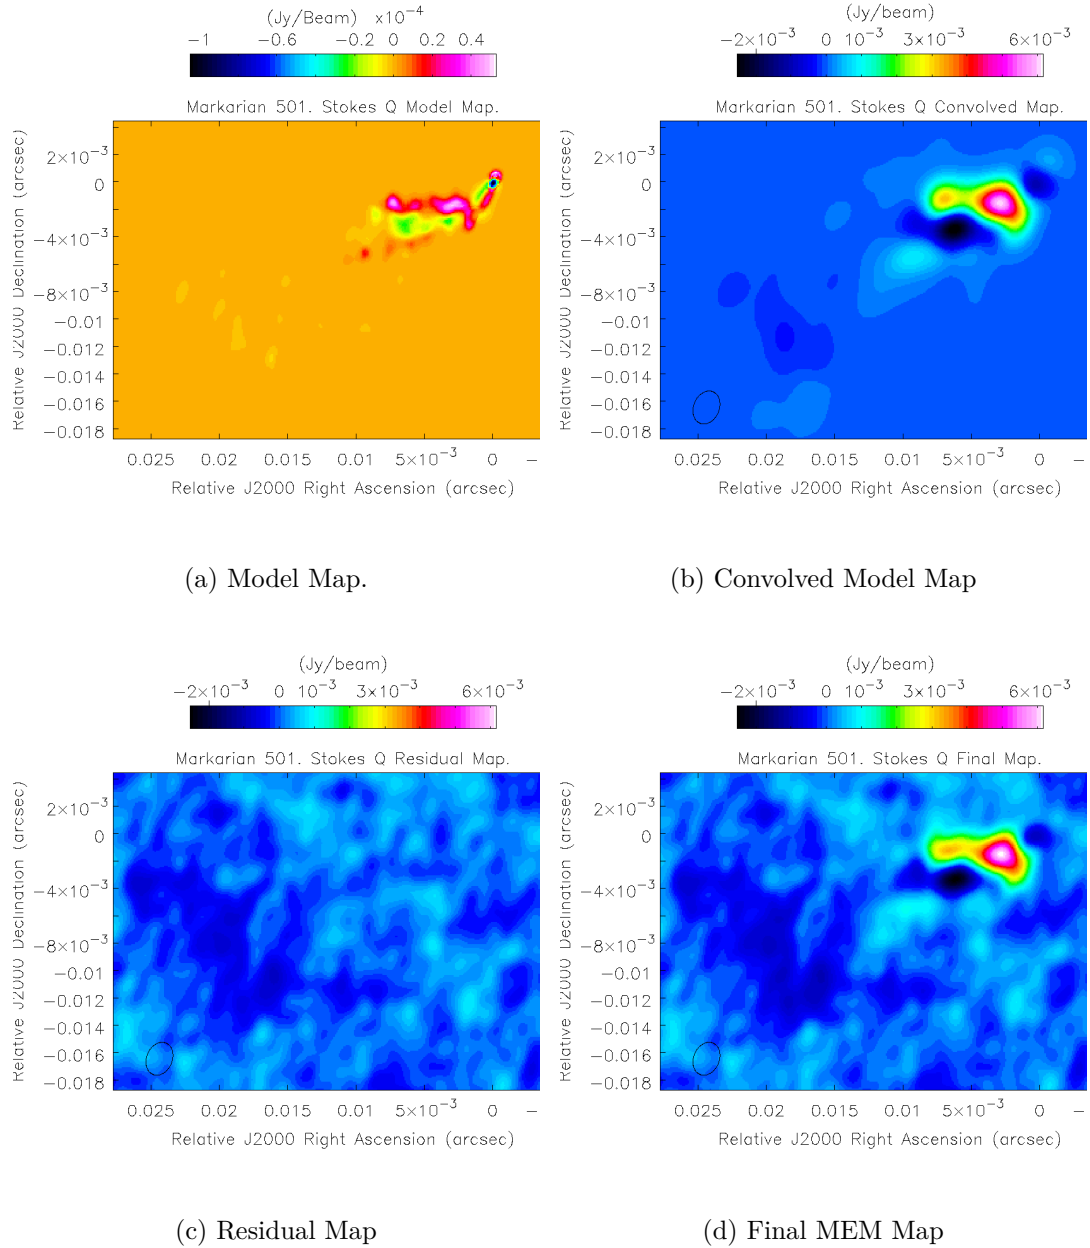 (Jy/Beam) x10⁻⁴
−1 −0.6 −0.2 0 0.2 0.4
Markarian 501. Stokes Q Model Map.
Relative J2000 Declination (arcsec)
2×10⁻³
0
−4×10⁻³
−8×10⁻³
−0.01
−0.012
−0.014
−0.016
−0.018
0.025 0.02 0.015 0.01 5×10⁻³ 0 −
Relative J2000 Right Ascension (arcsec)
(a) Model Map.
(Jy/beam)
−2×10⁻³ 0 10⁻³ 3×10⁻³ 6×10⁻³
Markarian 501. Stokes Q Convolved Map.
Relative J2000 Declination (arcsec)
2×10⁻³
0
−4×10⁻³
−8×10⁻³
−0.01
−0.012
−0.014
−0.016
−0.018
0.025 0.02 0.015 0.01 5×10⁻³ 0
Relative J2000 Right Ascension (arcsec)
(b) Convolved Model Map
(Jy/beam)
−2×10⁻³ 0 10⁻³ 3×10⁻³ 6×10⁻³
Markarian 501. Stokes Q Residual Map.
Relative J2000 Declination (arcsec)
2×10⁻³
0
−4×10⁻³
−8×10⁻³
−0.01
−0.012
−0.014
−0.016
−0.018
0.025 0.02 0.015 0.01 5×10⁻³ 0 −
Relative J2000 Right Ascension (arcsec)
(c) Residual Map
(Jy/beam)
−2×10⁻³ 0 10⁻³ 3×10⁻³ 6×10⁻³
Markarian 501. Stokes Q Final Map.
Relative J2000 Declination (arcsec)
2×10⁻³
0
−4×10⁻³
−8×10⁻³
−0.01
−0.012
−0.014
−0.016
−0.018
0.025 0.02 0.015 0.01 5×10⁻³ 0
Relative J2000 Right Ascension (arcsec)
(d) Final MEM Map